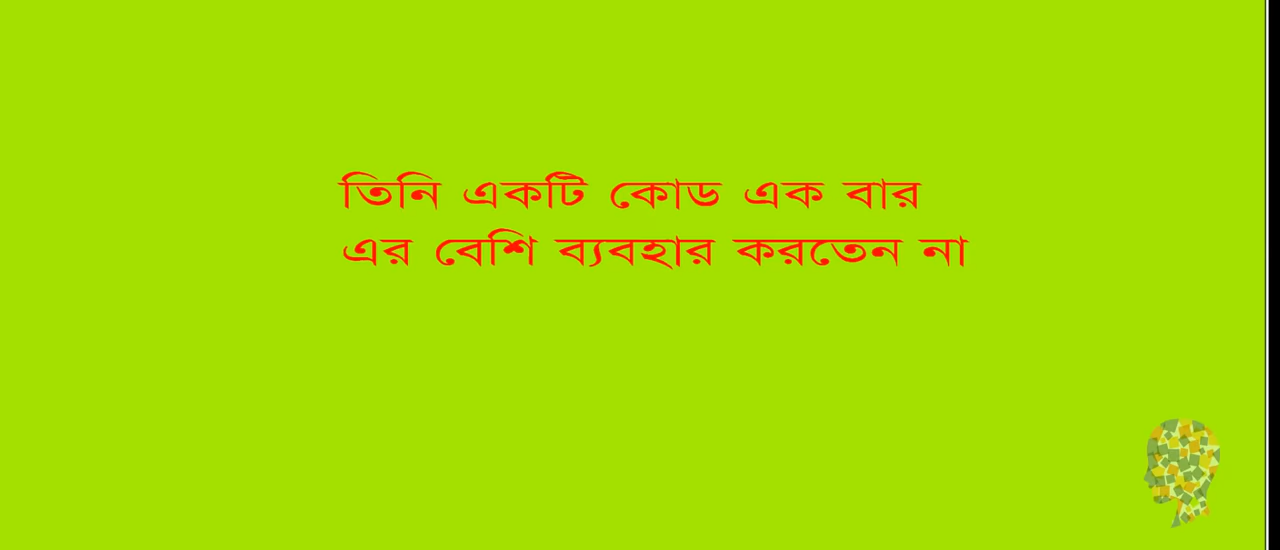 তিনি একটি কোড এক বার
এর বেশি ব্যবহার করতেন না